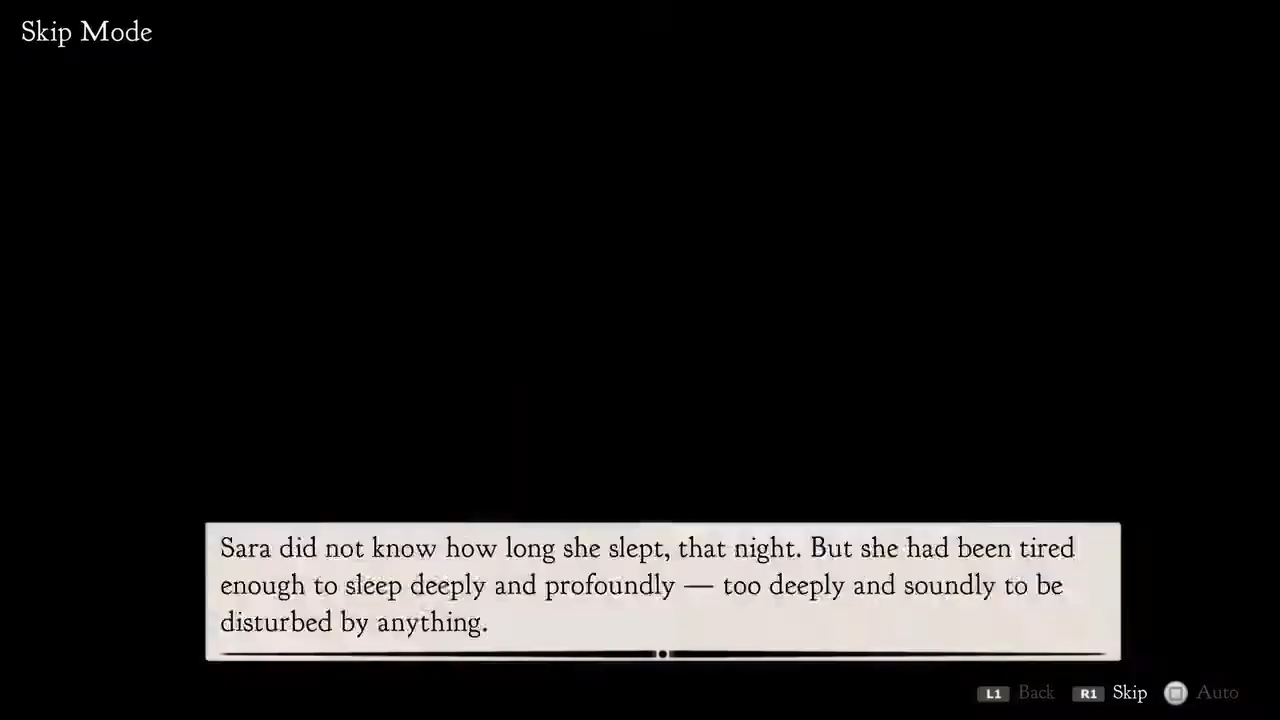 Skip Mode
Sara did not know how long she slept, that night. But she had been tired
enough to sleep deeply and profoundly — too deeply and soundly to be
disturbed by anything.
L1 Back R1 Skip Auto